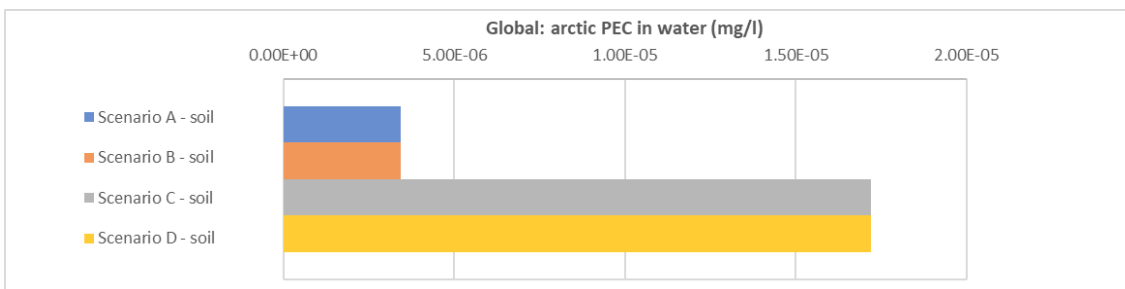 Global: arctic PEC in water (mg/l)
0.00E+00 5.00E-06 1.00E-05 1.50E-05 2.00E-05
Scenario A - soil
Scenario B - soil
Scenario C - soil
Scenario D - soil